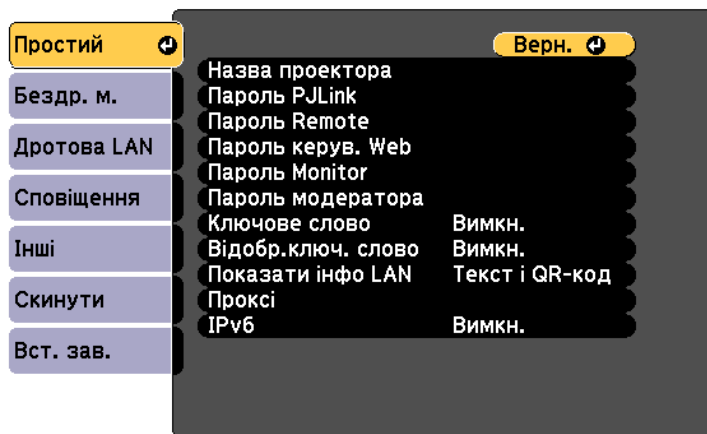 Простий
Бездр. м.
Дротова LAN
Сповіщення
Інші
Скинути
Вст. зав.
Верн.
Назва проектора
Пароль PJLink
Пароль Remote
Пароль керув. Web
Пароль Monitor
Пароль модератора
Ключове слово Вимкн.
Відобр.ключ. слово Вимкн.
Показати інфо LAN Текст і QR-код
Проксі
IPv6 Вимкн.